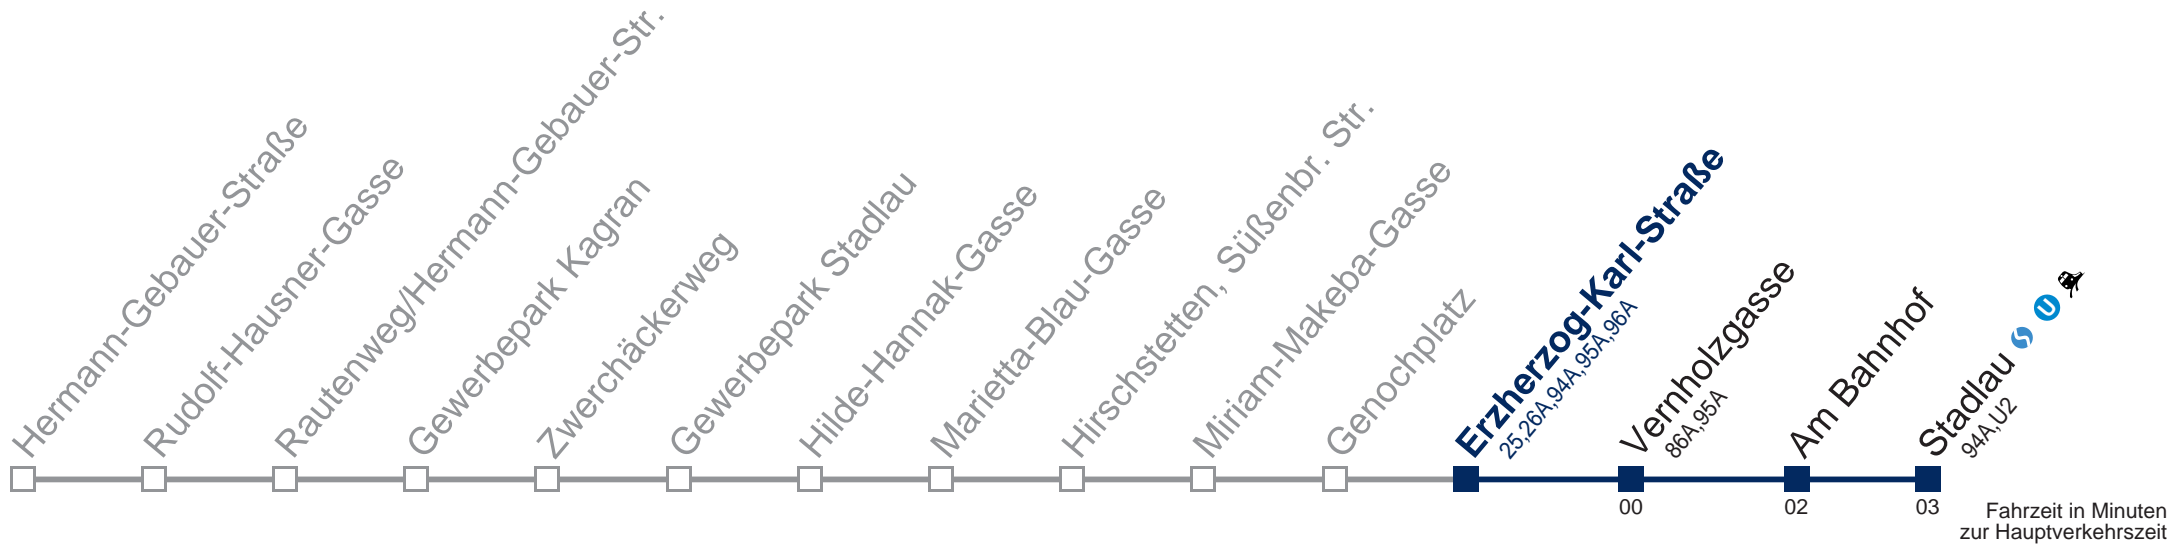 Hermann-Gebauer-Straße
Rudolf-Hausner-Gasse
Rautenweg/Hermann-Gebauer-Str.
Gewerbepark Kagran
Zwerchäckerweg
Gewerbepark Stadlau
Hilde-Hannak-Gasse
Marietta-Blau-Gasse
Hirschstetten, Süßenbr. Str.
Miriam-Makeba-Gasse
Genochplatz
Erzherzog-Karl-Straße
25,26A,94A,95A,96A
Vernholzgasse
86A,95A
Am Bahnhof
Stadlau S U
94A,U2
00
02
03
Fahrzeit in Minuten
zur Hauptverkehrszeit